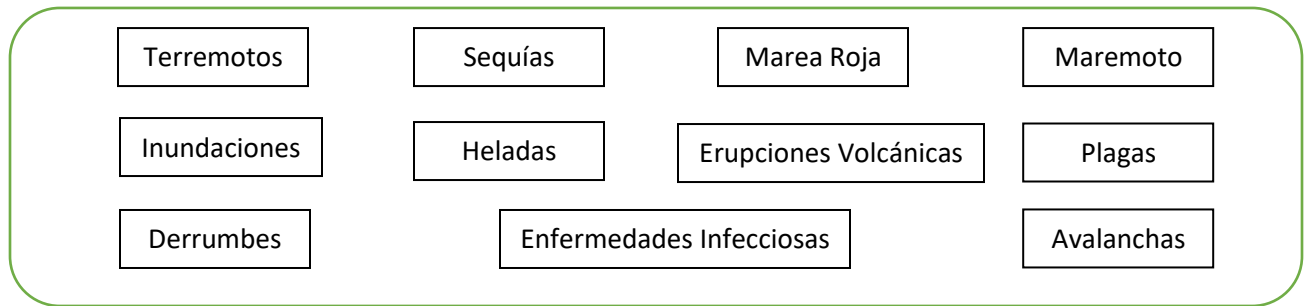 Terremotos Sequías Marea Roja Maremoto
Inundaciones Heladas Erupciones Volcánicas Plagas
Derrumbes Enfermedades Infecciosas Avalanchas